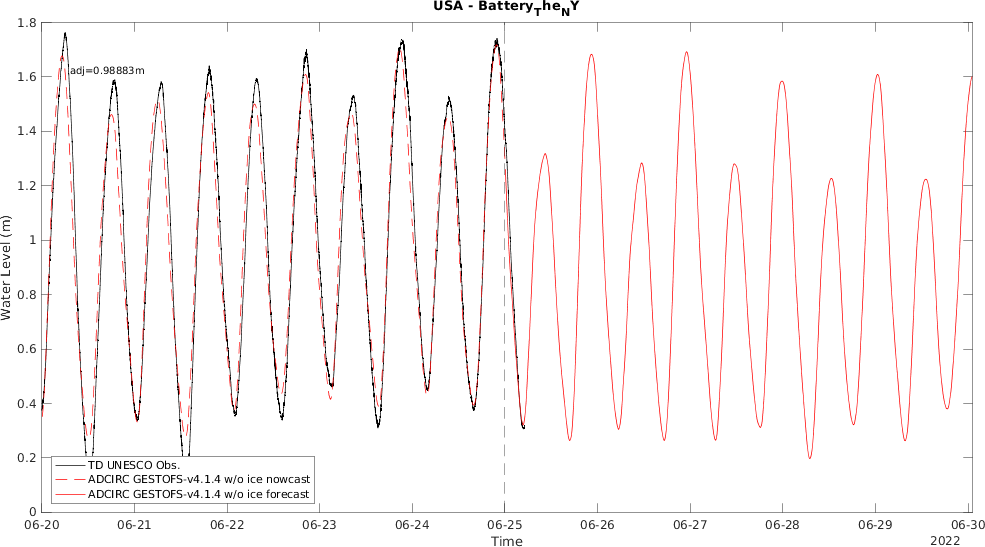 USA - Battery_The_NY
adj=0.98883m
1.8
1.6
1.4
1.2
1
0.8
0.6
0.4
0.2
0
Water Level (m)
TD UNESCO Obs.
ADCIRC GESTOFS-v4.1.4 w/o ice nowcast
ADCIRC GESTOFS-v4.1.4 w/o ice forecast
06-20 06-21 06-22 06-23 06-24 06-25 06-26 06-27 06-28 06-29 06-30
Time
2022